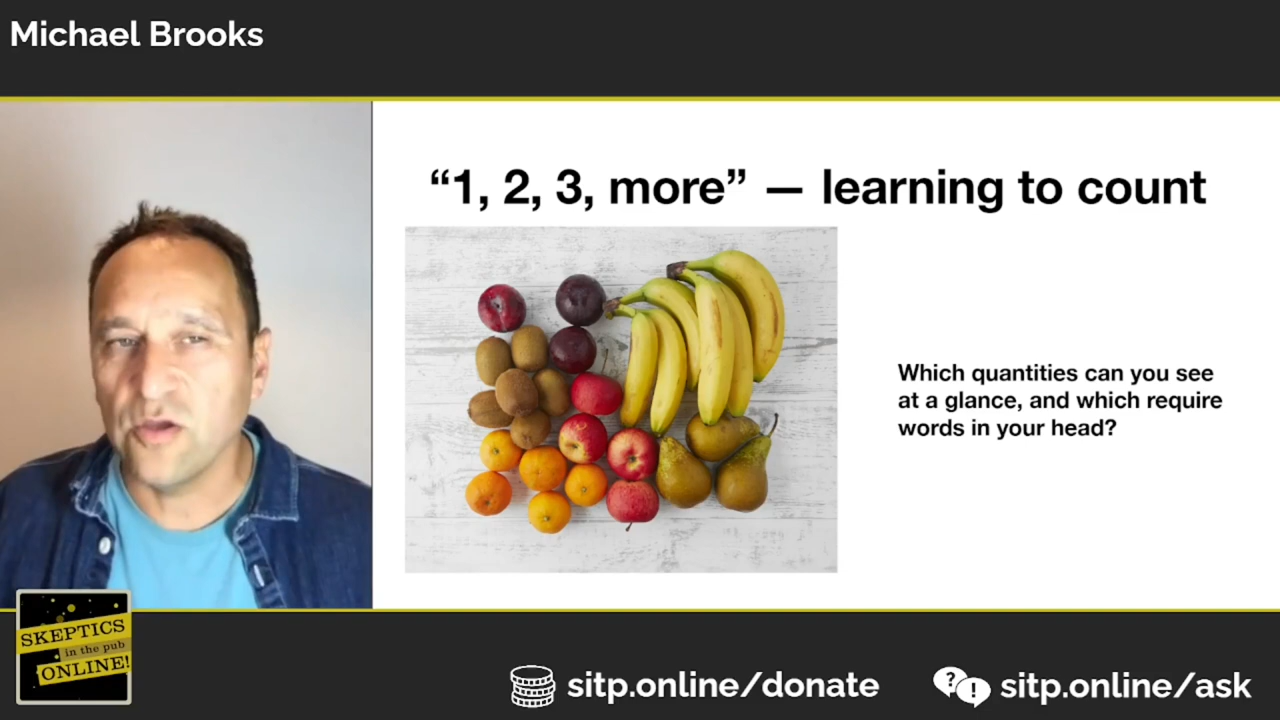 Michael Brooks
“1, 2, 3, more” — learning to count
Which quantities can you see
at a glance, and which require
words in your head?
SKEPTICS
in the pub
ONLINE!
sitp.online/donate
? !
sitp.online/ask